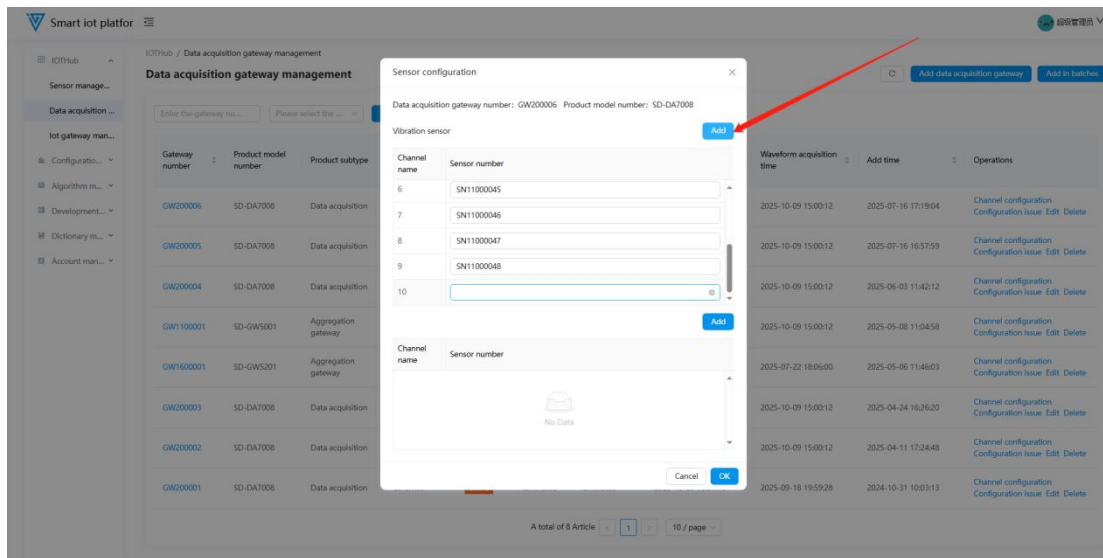 Smart iot platfor
超级管理员
IOTHub
Sensor manage...
Data acquisition ...
Iot gateway man...
Configuratio...
Algorithm m...
Development...
Dictionary m...
Account man...
IOTHub / Data acquisition gateway management
Data acquisition gateway management
Add data acquisition gateway
Add in batches
Enter the gateway nu...
Please select the ...
Gateway number
Product model number
Product subtype
Waveform acquisition time
Add time
Operations
GW200006 SD-DA7008 Data acquisition 2025-10-09 15:00:12 2025-07-16 17:19:04 Channel configuration
Configuration issue Edit Delete
GW200005 SD-DA7008 Data acquisition 2025-10-09 15:00:12 2025-07-16 16:57:59 Channel configuration
Configuration issue Edit Delete
GW200004 SD-DA7008 Data acquisition 2025-10-09 15:00:12 2025-06-03 11:42:12 Channel configuration
Configuration issue Edit Delete
GW1100001 SD-GW5001 Aggregation gateway 2025-10-09 15:00:12 2025-05-08 11:04:58 Channel configuration
Configuration issue Edit Delete
GW1600001 SD-GW5201 Aggregation gateway 2025-07-22 18:06:00 2025-05-06 11:46:03 Channel configuration
Configuration issue Edit Delete
GW200003 SD-DA7008 Data acquisition 2025-10-09 15:00:12 2025-04-24 16:26:20 Channel configuration
Configuration issue Edit Delete
GW200002 SD-DA7008 Data acquisition 2025-10-09 15:00:12 2025-04-11 17:24:48 Channel configuration
Configuration issue Edit Delete
GW200001 SD-DA7008 Data acquisition 2025-09-18 19:59:28 2024-10-31 10:03:13 Channel configuration
Configuration issue Edit Delete
A total of 8 Article 1 10 / page
Sensor configuration
Data acquisition gateway number: GW200006 Product model number: SD-DA7008
Vibration sensor
Add
Channel name
Sensor number
6 SN11000045
7 SN11000046
8 SN11000047
9 SN11000048
10
Add
Channel name
Sensor number
No Data
Cancel
OK